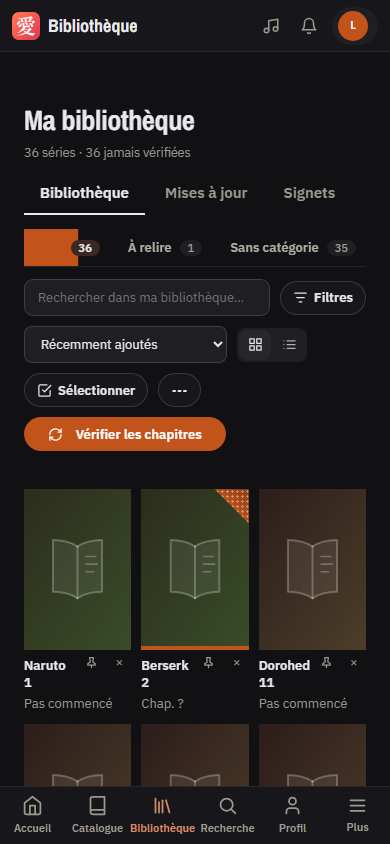 愛 Bibliothèque L
Ma bibliothèque
36 séries · 36 jamais vérifiées
Bibliothèque Mises à jour Signets
36 À relire 1 Sans catégorie 35
Rechercher dans ma bibliothèque... Filtres
Récemment ajoutés
Sélectionner ---
Vérifier les chapitres
Naruto × Berserk × Dorohed ×
1 2 11
Pas commencé Chap. ? Pas commencé
Accueil Catalogue Bibliothèque Recherche Profil Plus